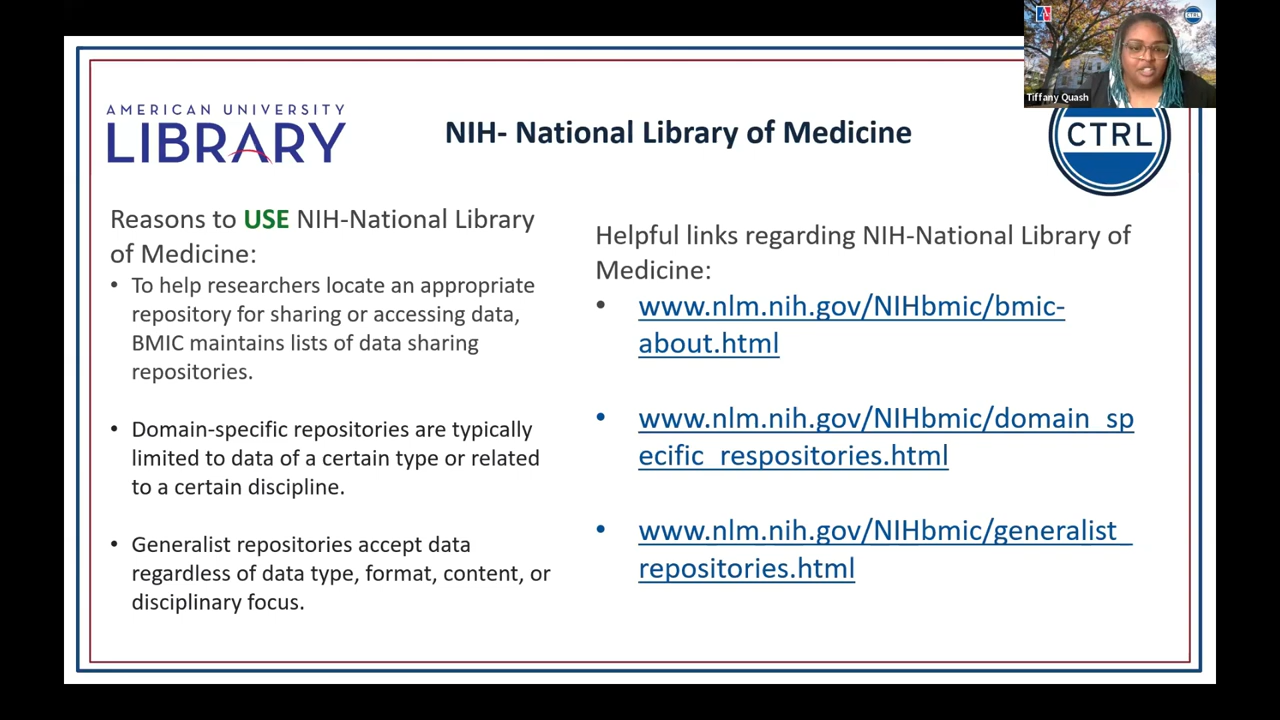 AMERICAN UNIVERSITY
LIBRARY
NIH- National Library of Medicine
CTRL
Tiffany Quash
CTRL
Reasons to USE NIH-National Library
of Medicine:
• To help researchers locate an appropriate
repository for sharing or accessing data,
BMIC maintains lists of data sharing
repositories.
• Domain-specific repositories are typically
limited to data of a certain type or related
to a certain discipline.
• Generalist repositories accept data
regardless of data type, format, content, or
disciplinary focus.
Helpful links regarding NIH-National Library of
Medicine:
• www.nlm.nih.gov/NIHbmic/bmic-
about.html
• www.nlm.nih.gov/NIHbmic/domain_sp
ecific_respositories.html
• www.nlm.nih.gov/NIHbmic/generalist_
repositories.html